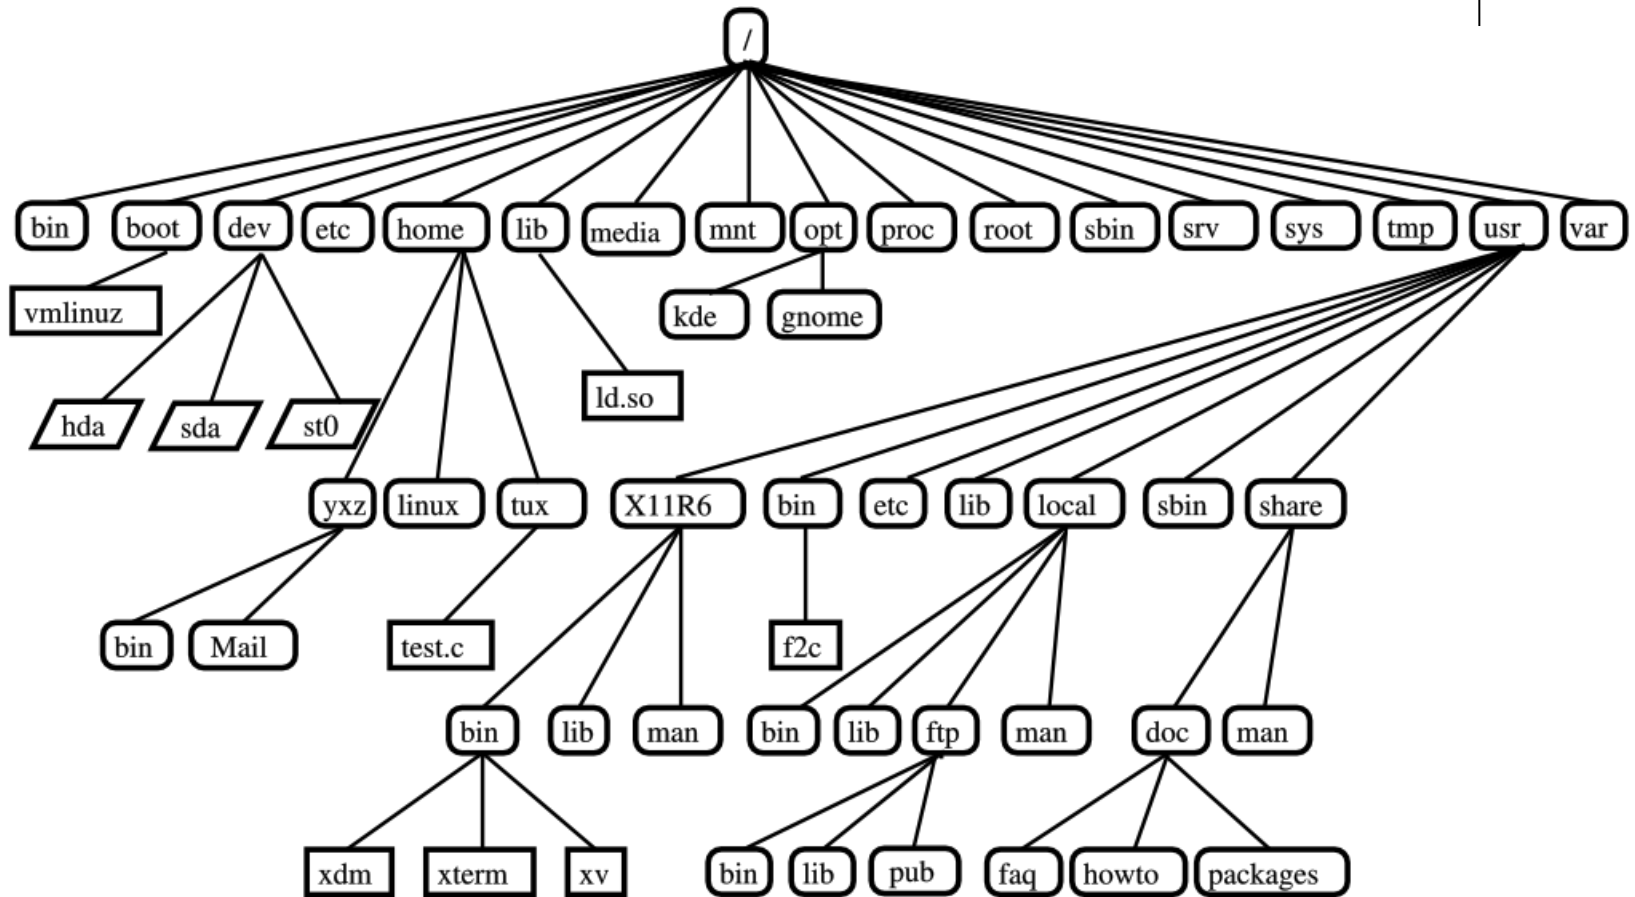 /
bin boot dev etc home lib media mnt opt proc root sbin srv sys tmp usr var
vmlinuz kde gnome
ld.so
hda sda st0
yxz linux tux X11R6 bin etc lib local sbin share
bin Mail test.c f2c
bin lib man bin lib ftp man doc man
xdm xterm xv bin lib pub faq howto packages